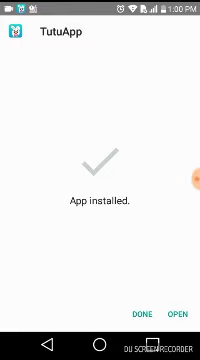 1:00 PM
TutuApp
App installed.
DONE OPEN
DU SCREEN RECORDER